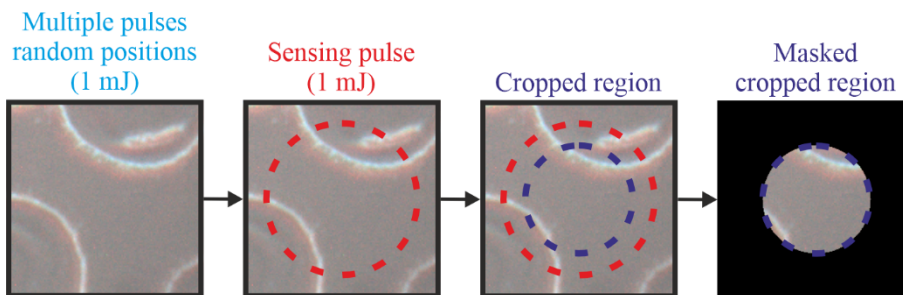 Multiple pulses
random positions
(1 mJ)
Sensing pulse
(1 mJ)
Cropped region
Masked
cropped region